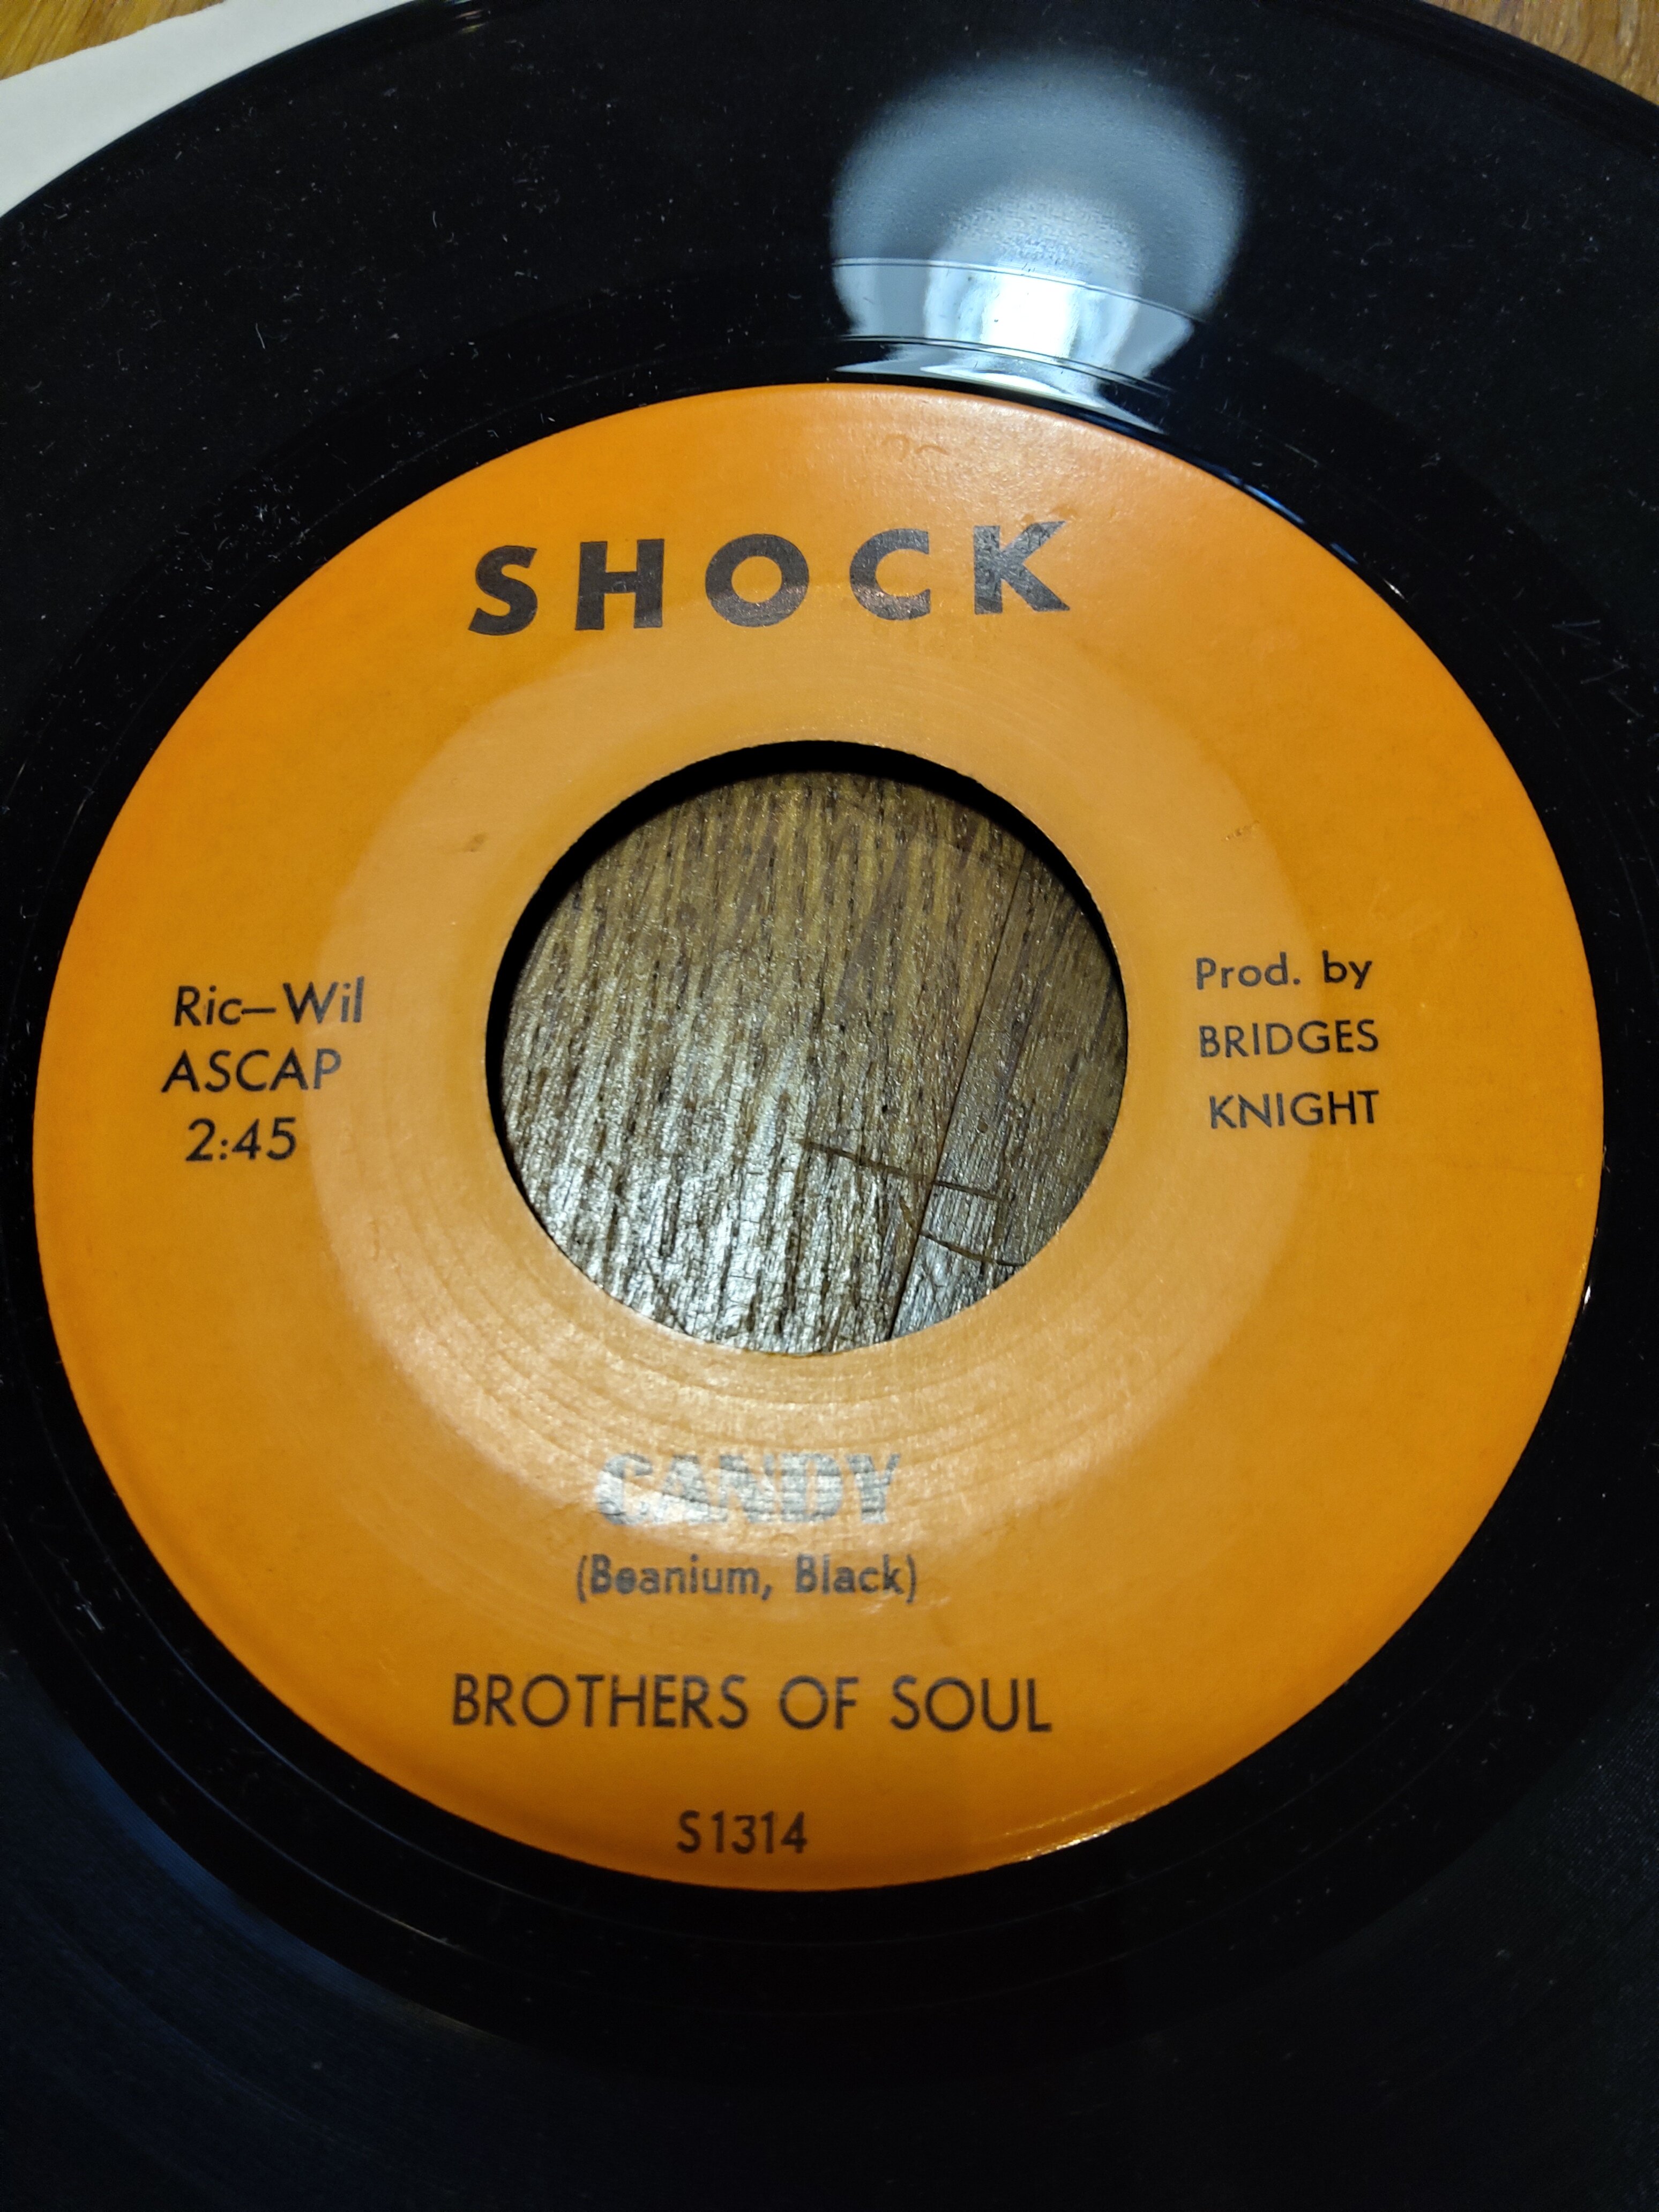 SHOCK
Ric—Wil
ASCAP
2:45
Prod. by
BRIDGES
KNIGHT
CANDY
(Beanium, Black)
BROTHERS OF SOUL
S1314